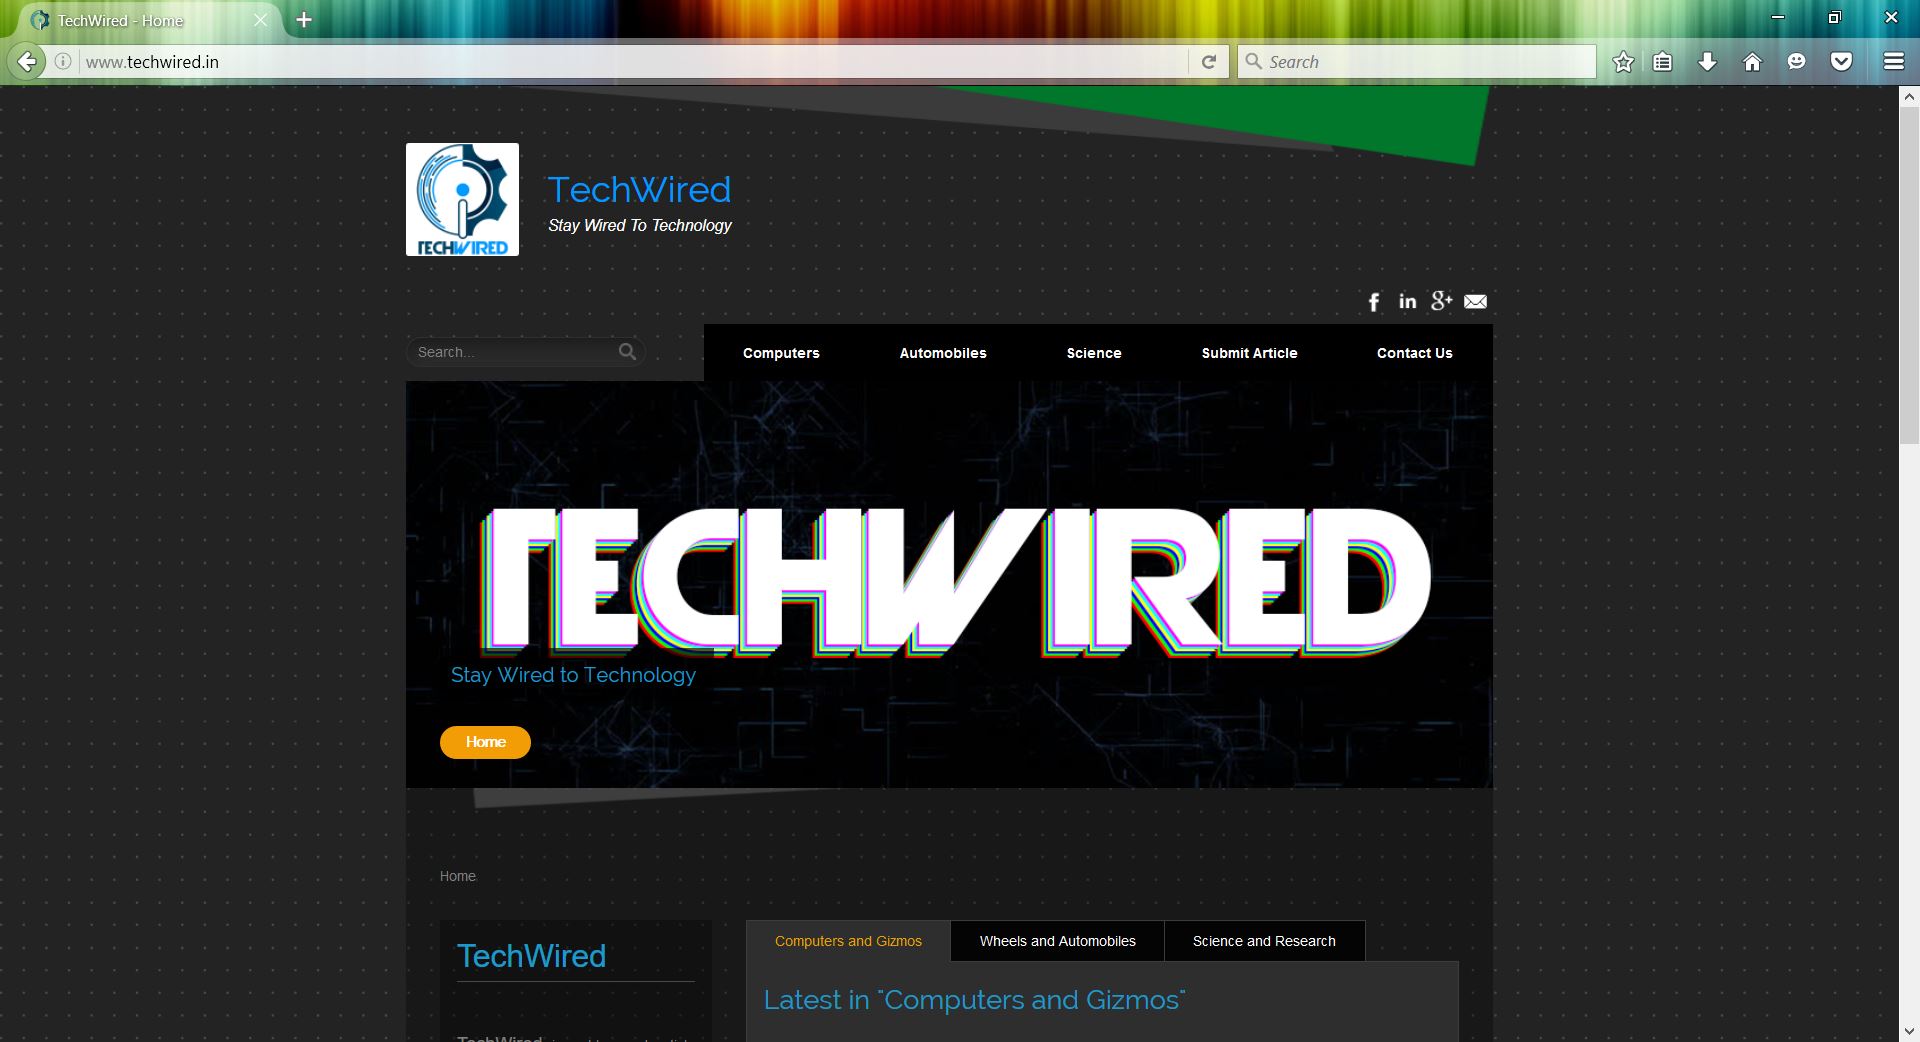 TechWired - Home
www.techwired.in
Search
TECHWIRED
TechWired
Stay Wired To Technology
f in g+
Search...
Computers Automobiles Science Submit Article Contact Us
TECHWIRED
Stay Wired to Technology
Home
Home
TechWired
Computers and Gizmos Wheels and Automobiles Science and Research
Latest in "Computers and Gizmos"
TechWired